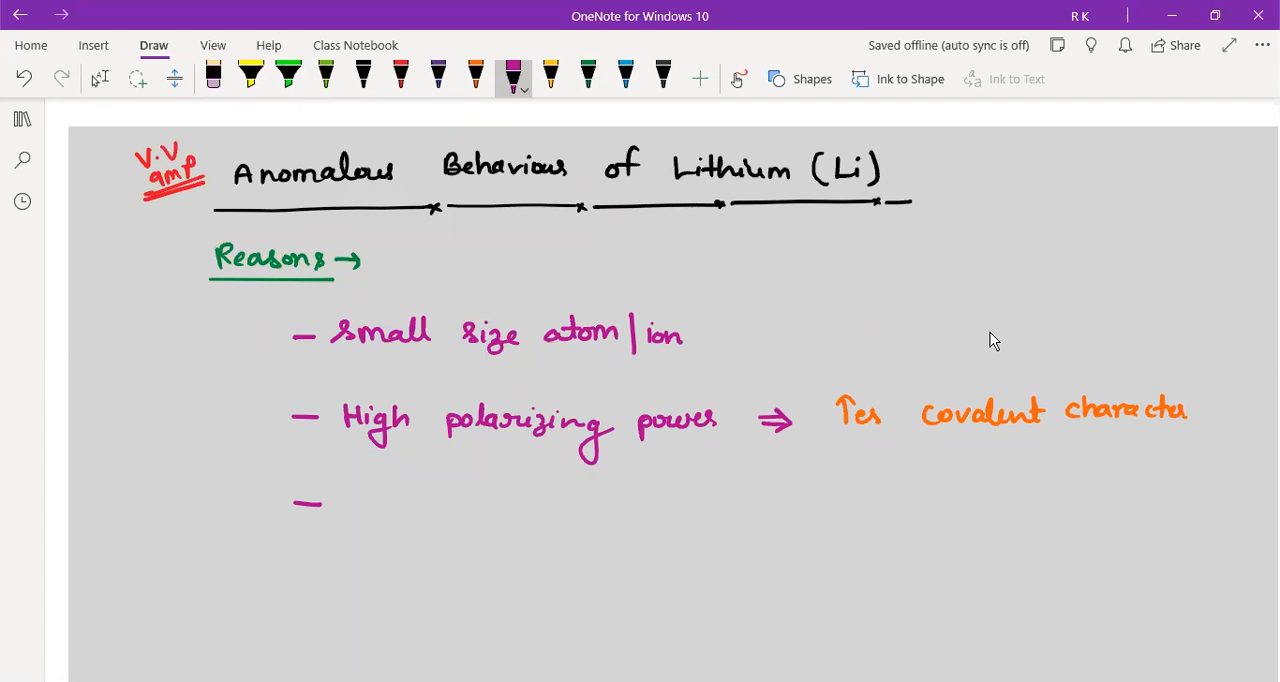 OneNote for Windows 10
R K
Home Insert Draw View Help Class Notebook
Saved offline (auto sync is off) Share
Shapes Ink to Shape Ink to Text
V.V
amp
Anomalous Behaviour of Lithium (Li)
Reasons →
– Small size atom/ion
– High polarizing power ⇒ ↑es covalent character
–